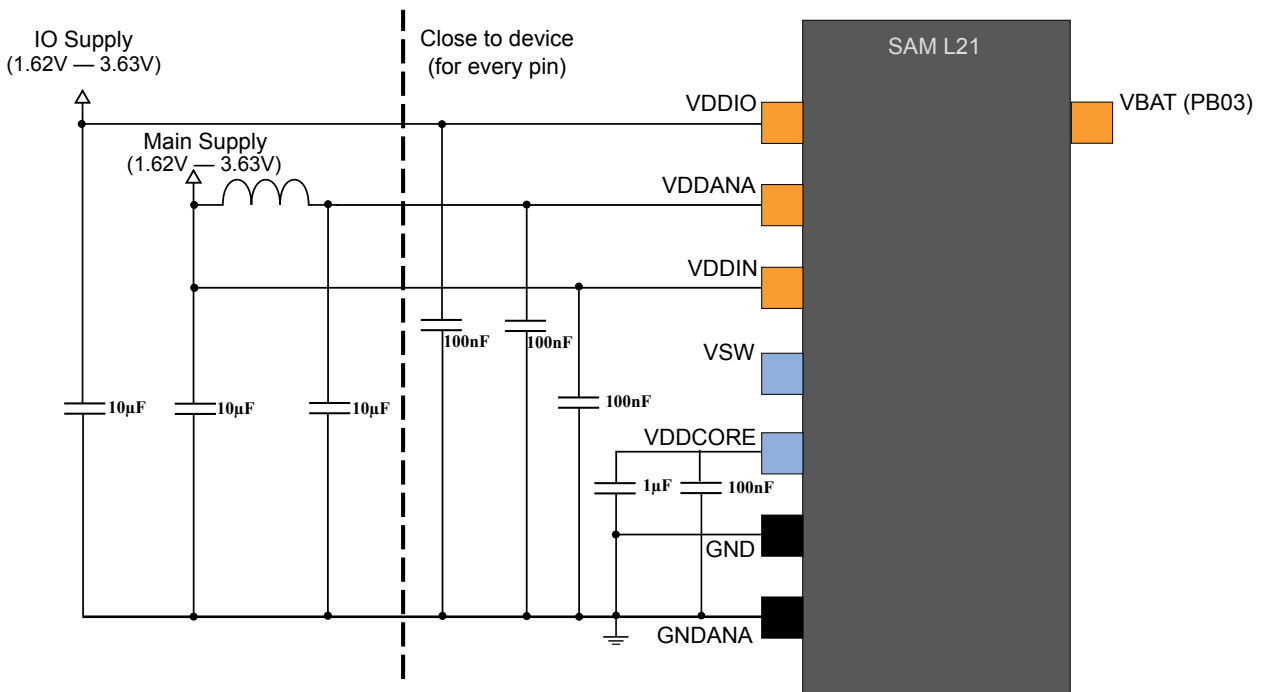 IO Supply
(1.62V — 3.63V)
Close to device
(for every pin)
SAM L21
VDDIO
VBAT (PB03)
Main Supply
(1.62V — 3.63V)
VDDANA
VDDIN
100nF
100nF
VSW
10µF
10µF
10µF
100nF
VDDCORE
1µF
100nF
GND
GNDANA